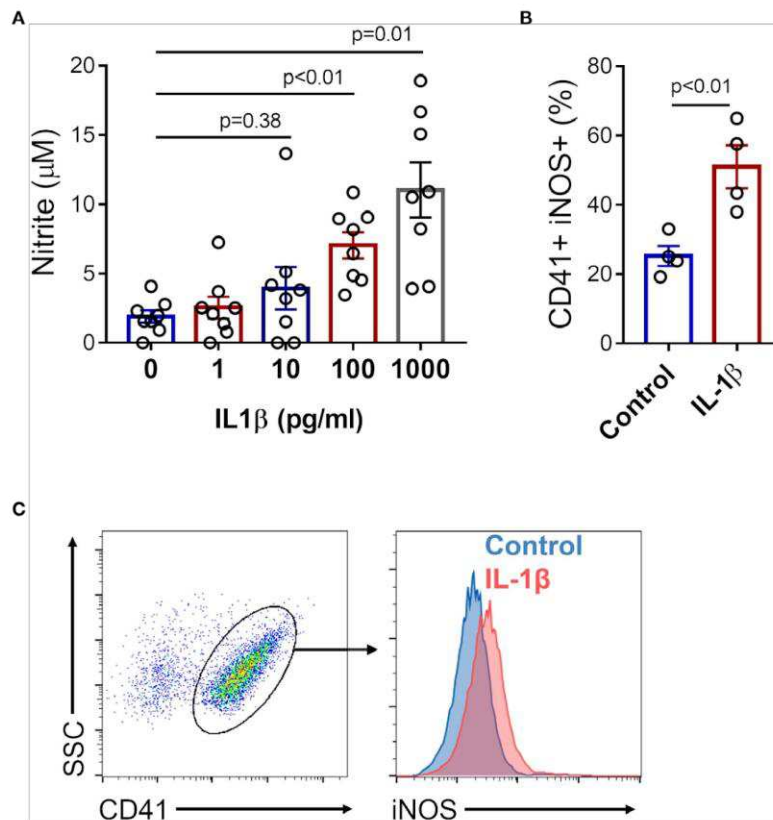 A
p=0.01
p<0.01
p=0.38
Nitrite (μM)
20
15
10
5
0
0 1 10 100 1000
IL1β (pg/ml)
B
p<0.01
CD41+ iNOS+ (%)
80
60
40
20
0
Control IL-1β
C
SSC
CD41
Control
IL-1β
iNOS